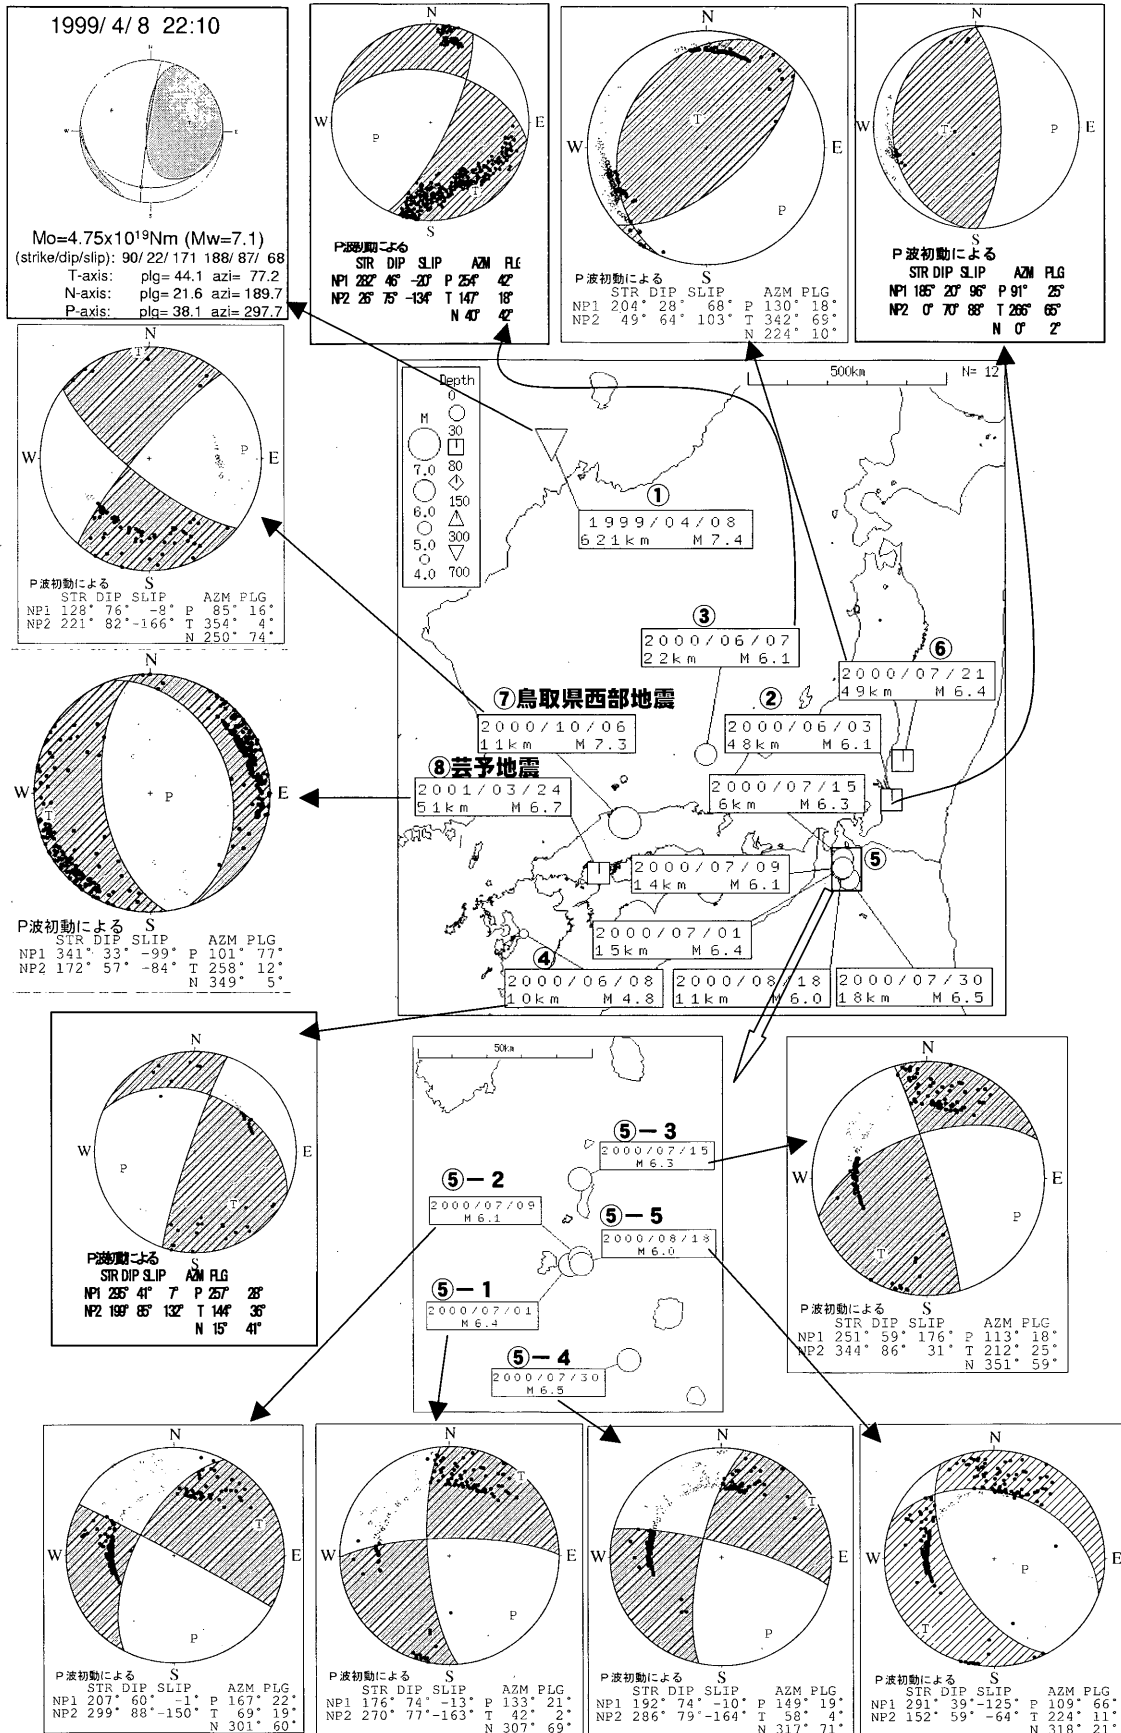 1999/ 4/ 8 22:10
Mo=4.75x10¹⁹Nm (Mw=7.1)
(strike/dip/slip): 90/ 22/ 171 188/ 87/ 68
T-axis: plg= 44.1 azi= 77.2
N-axis: plg= 21.6 azi= 189.7
P-axis: plg= 38.1 azi= 297.7
N
W
E
P
T
S
P波初動による
STR DIP SLIP AZM PLG
NP1 282° 46° -20° P 254° 42°
NP2 26° 75° -134° T 147° 18°
N 40° 42°
N
W
E
T
P
S
P波初動による
STR DIP SLIP AZM PLG
NP1 204° 28° 68° P 130° 18°
NP2 49° 64° 103° T 342° 69°
N 224° 10°
N
W
E
T
P
S
P波初動による
STR DIP SLIP AZM PLG
NP1 185° 20° 96° P 91° 25°
NP2 0° 70° 88° T 266° 65°
N 0° 2°
N
T
W
E
P
S
P波初動による
STR DIP SLIP AZM PLG
NP1 128° 76° -8° P 85° 16°
NP2 221° 82° -166° T 354° 4°
N 250° 74°
Depth
0
30
80
150
300
700
M
7.0
6.0
5.0
4.0
500km
N= 12
①
1999/04/08
621km M7.4
③
2000/06/07
22km M6.1
⑥
2000/07/21
49km M6.4
⑦鳥取県西部地震
2000/10/06
11km M7.3
②
2000/06/03
48km M6.1
⑧芸予地震
2001/03/24
51km M6.7
2000/07/15
6km M6.3
⑤
2000/07/09
14km M6.1
2000/07/01
15km M6.4
④
2000/06/08
10km M4.8
2000/08/18
11km M6.0
2000/07/30
18km M6.5
N
W
E
P
T
S
P波初動による
STR DIP SLIP AZM PLG
NP1 341° 33° -99° P 101° 77°
NP2 172° 57° -84° T 258° 12°
N 349° 5°
N
W
E
P
T
S
P波初動による
STR DIP SLIP AZM PLG
NP1 295° 41° 7° P 257° 28°
NP2 199° 85° 132° T 144° 36°
N 15° 41°
50km
⑤－3
2000/07/15
M6.3
⑤－2
2000/07/09
M6.1
⑤－5
2000/08/18
M6.0
⑤－1
2000/07/01
M6.4
⑤－4
2000/07/30
M6.5
N
W
E
P
T
S
P波初動による
STR DIP SLIP AZM PLG
NP1 251° 59° 176° P 113° 18°
NP2 344° 86° 31° T 212° 25°
N 351° 59°
N
W
E
T
P
S
P波初動による
STR DIP SLIP AZM PLG
NP1 207° 60° -1° P 167° 22°
NP2 299° 88° -150° T 69° 19°
N 301° 60°
N
T
W
E
P
S
P波初動による
STR DIP SLIP AZM PLG
NP1 176° 74° -13° P 133° 21°
NP2 270° 77° -163° T 42° 2°
N 307° 69°
N
T
W
E
P
S
P波初動による
STR DIP SLIP AZM PLG
NP1 192° 74° -10° P 149° 19°
NP2 286° 79° -164° T 58° 4°
N 317° 71°
N
W
E
P
T
S
P波初動による
STR DIP SLIP AZM PLG
NP1 291° 39° -125° P 109° 66°
NP2 152° 59° -64° T 224° 11°
N 318° 21°